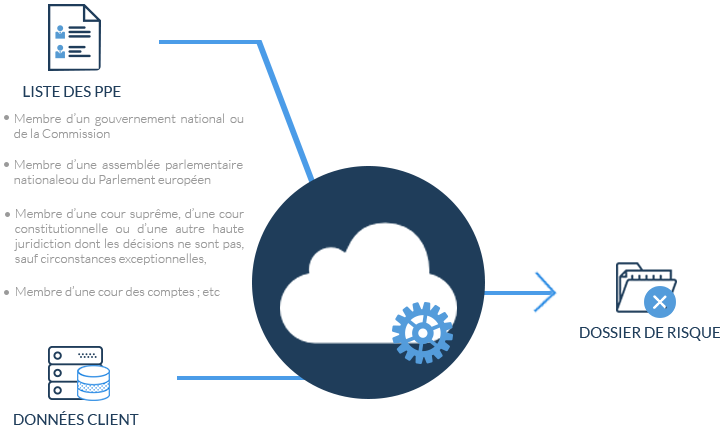 LISTE DES PPE
• Membre d'un gouvernement national ou
de la Commission
• Membre d'une assemblée parlementaire
nationaleou du Parlement européen
• Membre d'une cour suprême, d'une cour
constitutionnelle ou d'une autre haute
juridiction dont les décisions ne sont pas,
sauf circonstances exceptionnelles,
• Membre d'une cour des comptes ; etc
DOSSIER DE RISQUE
DONNÉES CLIENT